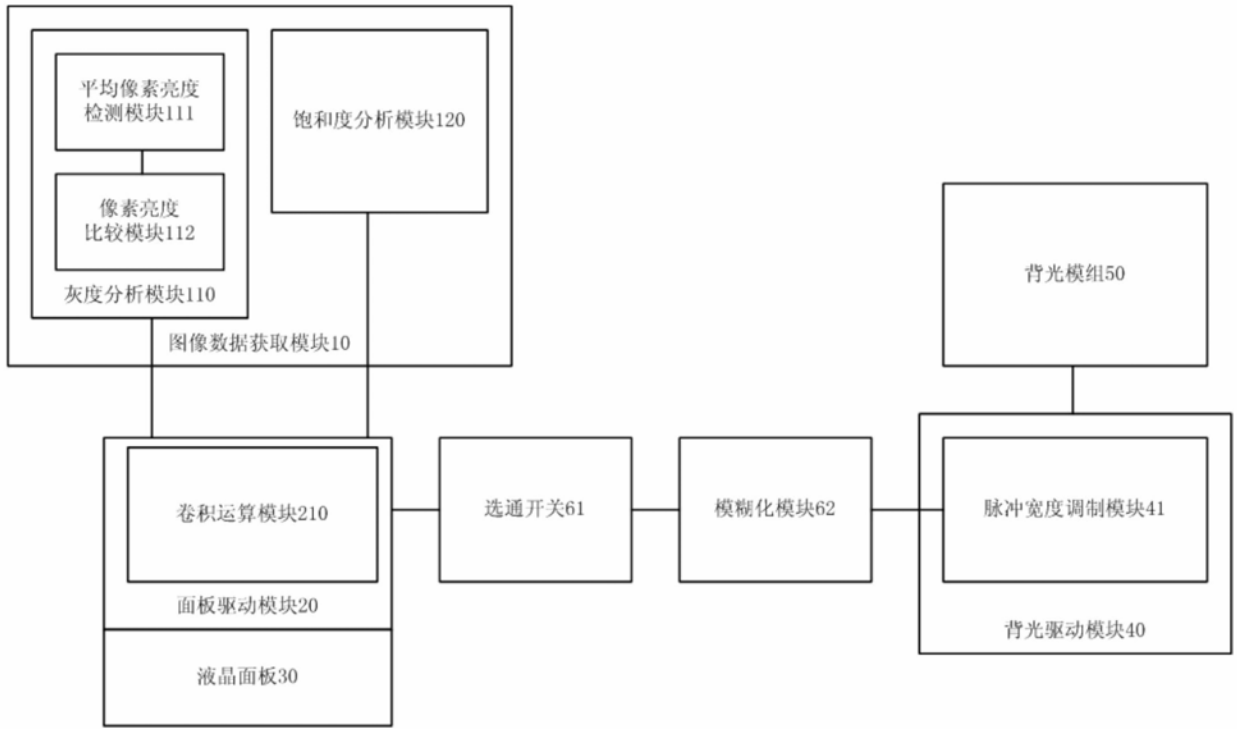 平均像素亮度
检测模块111
像素亮度
比较模块112
灰度分析模块110
饱和度分析模块120
图像数据获取模块10
背光模组50
卷积运算模块210
面板驱动模块20
液晶面板30
选通开关61
模糊化模块62
脉冲宽度调制模块41
背光驱动模块40